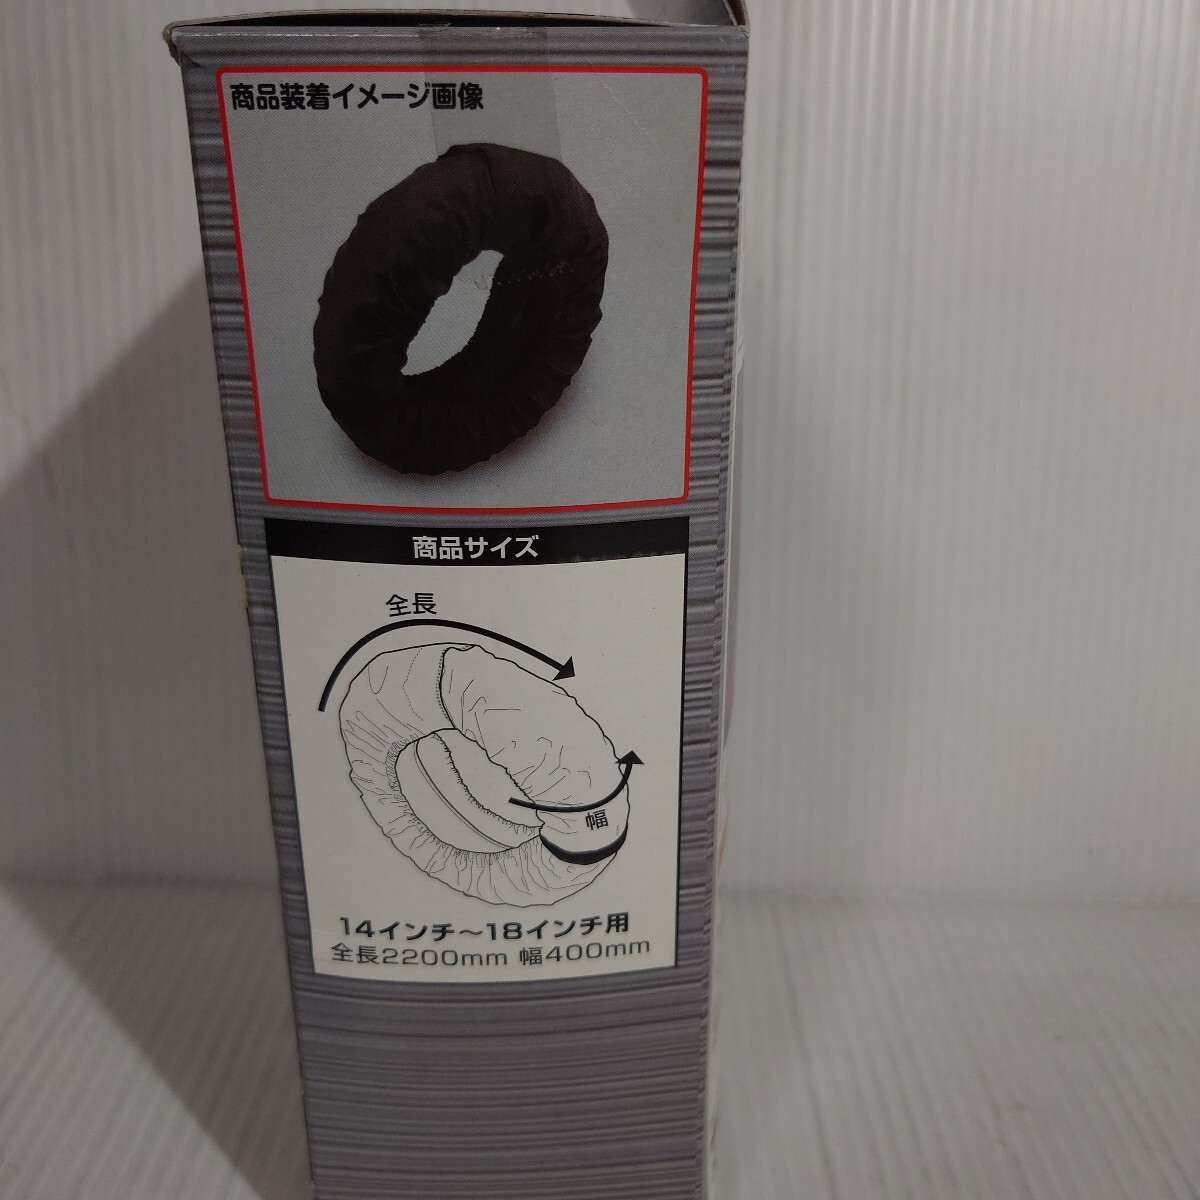 商品装着イメージ画像
商品サイズ
全長
幅
14インチ～18インチ用
全長2200mm 幅400mm